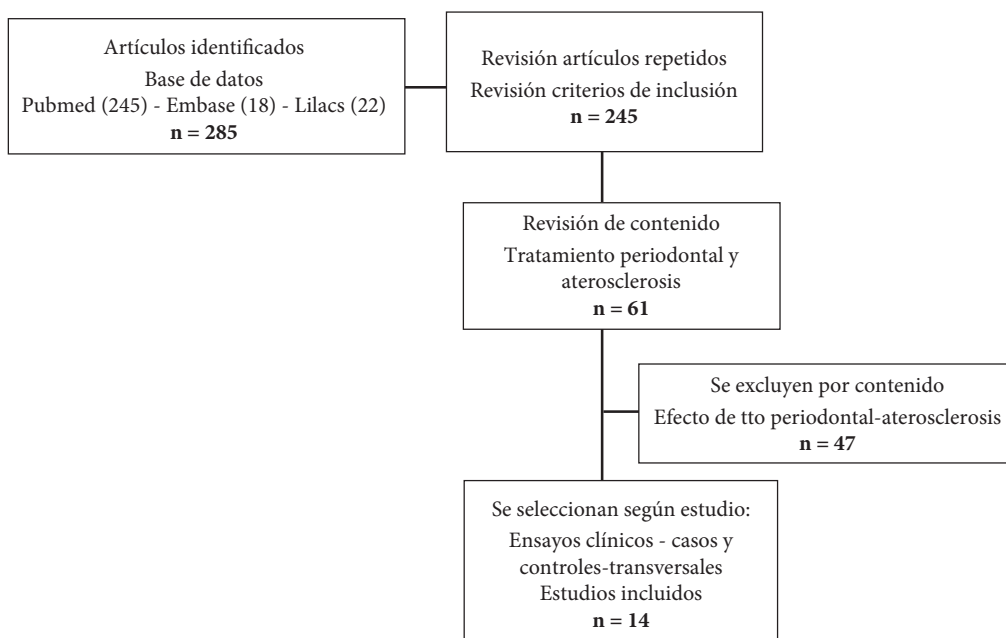 Artículos identificados
Base de datos
Pubmed (245) - Embase (18) - Lilacs (22)
n = 285
Revisión artículos repetidos
Revisión criterios de inclusión
n = 245
Revisión de contenido
Tratamiento periodontal y
aterosclerosis
n = 61
Se excluyen por contenido
Efecto de tto periodontal-aterosclerosis
n = 47
Se seleccionan según estudio:
Ensayos clínicos - casos y
controles-transversales
Estudios incluidos
n = 14